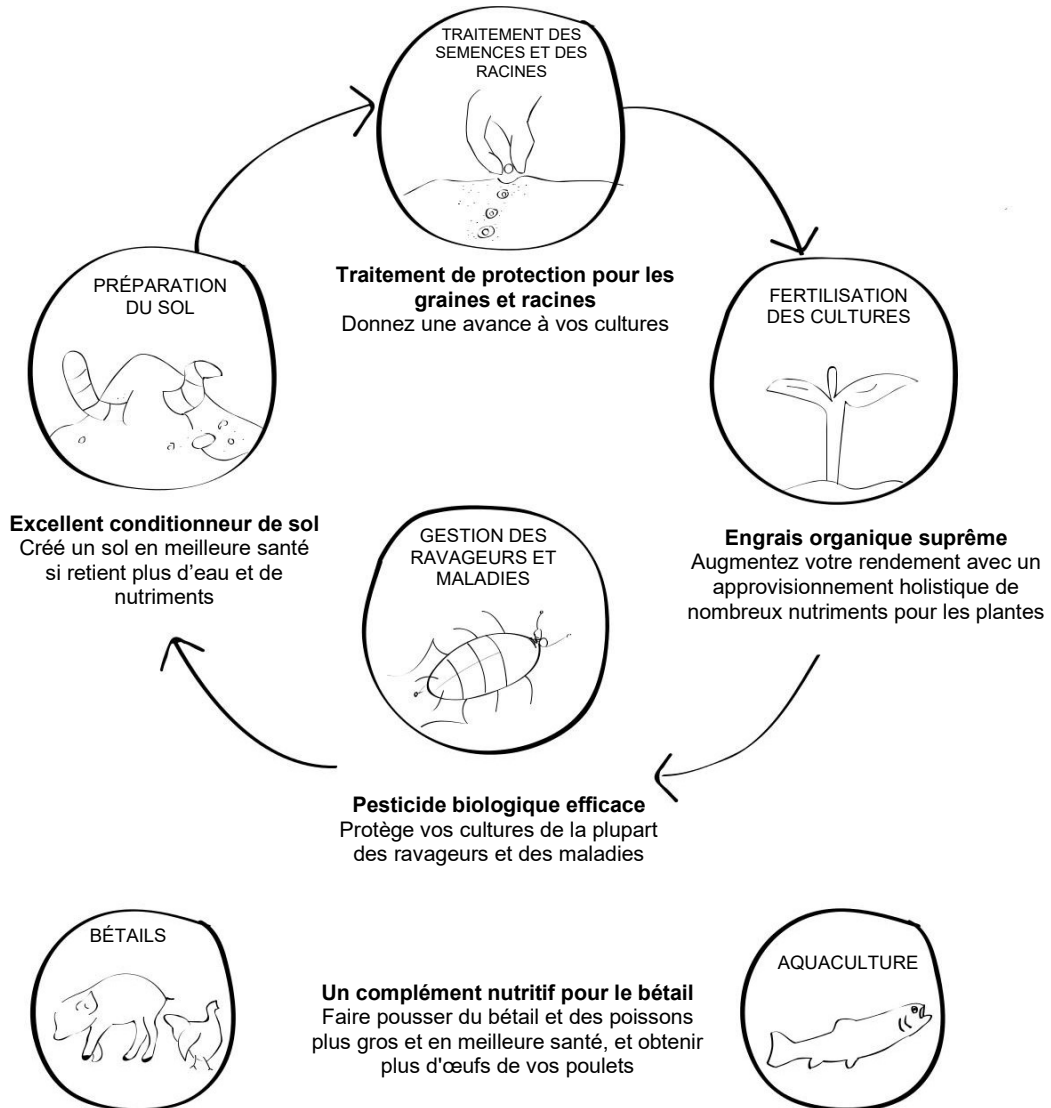 TRAITEMENT DES
SEMENCES ET DES
RACINES
Traitement de protection pour les
graines et racines
Donnez une avance à vos cultures
PRÉPARATION
DU SOL
Excellent conditionneur de sol
Créé un sol en meilleure santé
si retient plus d’eau et de
nutriments
FERTILISATION
DES CULTURES
Engrais organique suprême
Augmentez votre rendement avec un
approvisionnement holistique de
nombreux nutriments pour les plantes
GESTION DES
RAVAGEURS ET
MALADIES
Pesticide biologique efficace
Protège vos cultures de la plupart
des ravageurs et des maladies
BÉTAILS
Un complément nutritif pour le bétail
Faire pousser du bétail et des poissons
plus gros et en meilleure santé, et obtenir
plus d'œufs de vos poulets
AQUACULTURE